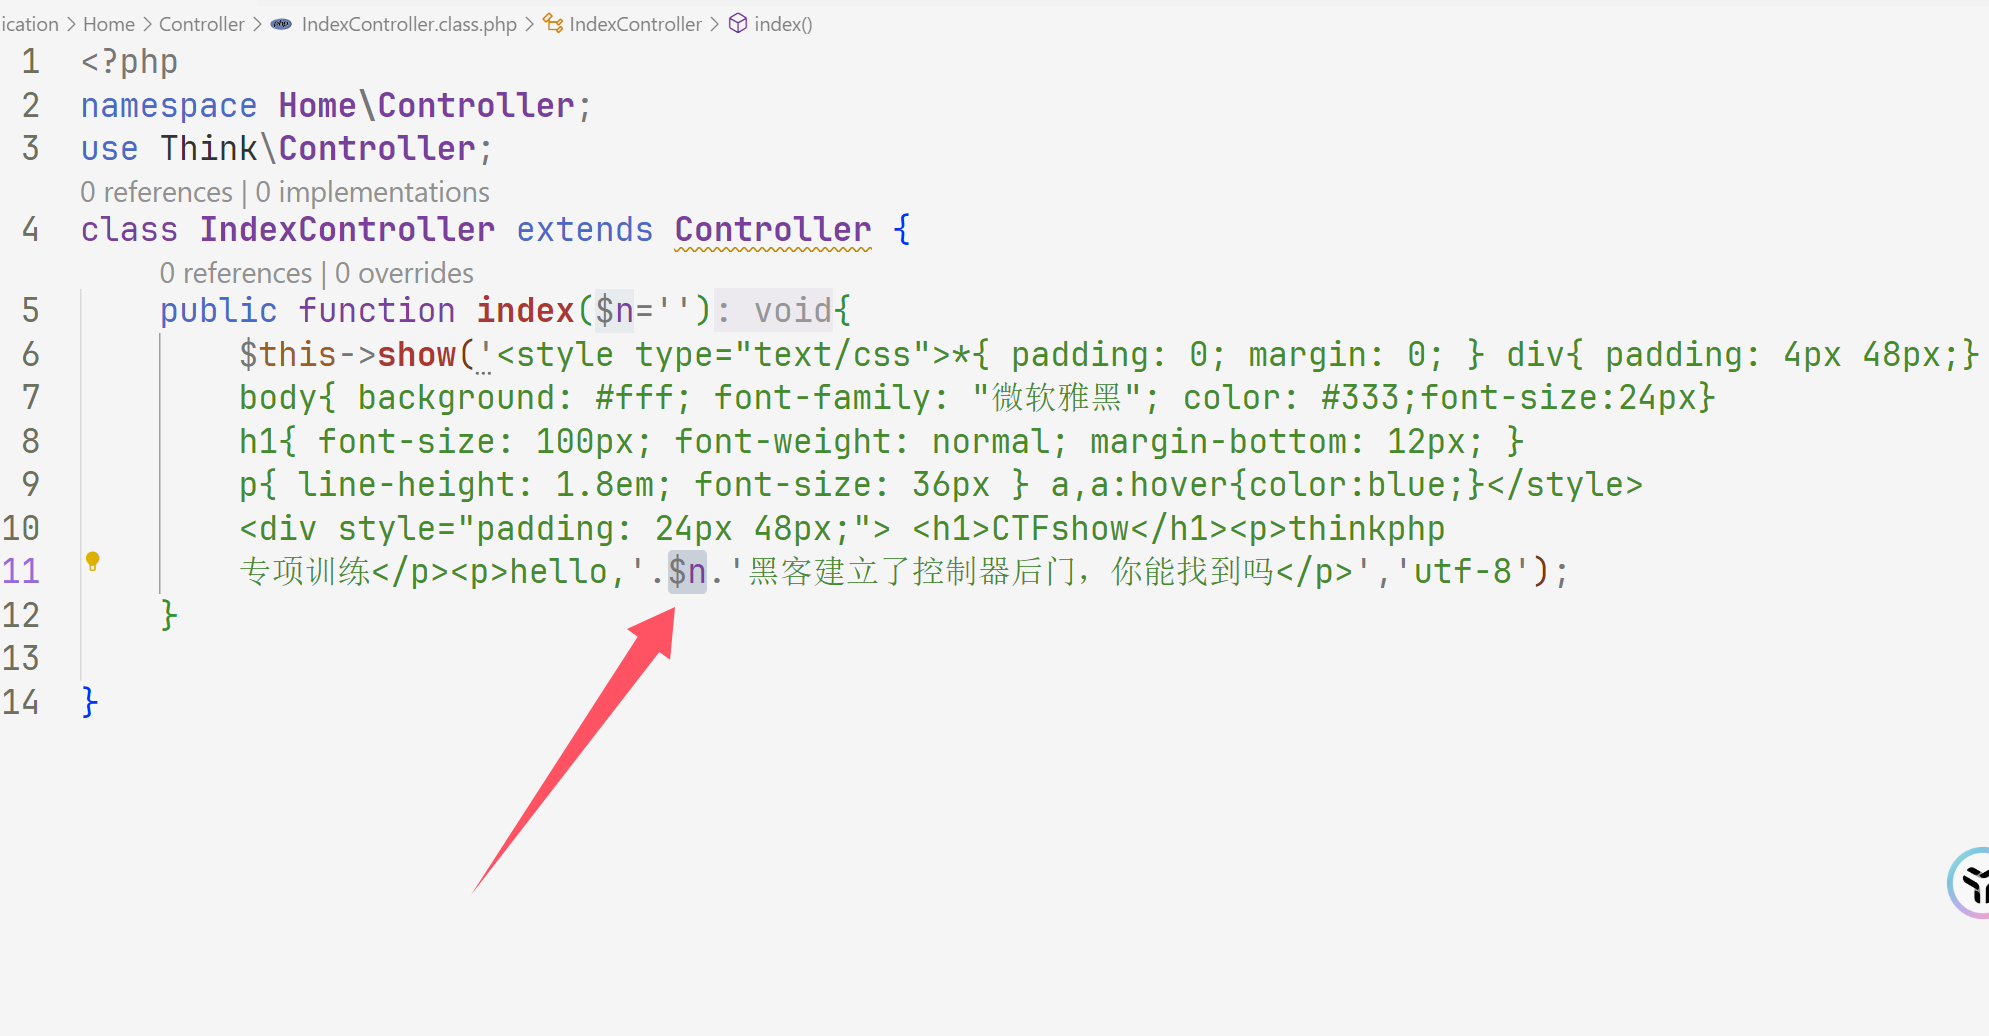 ication > Home > Controller > IndexController.class.php > IndexController > index()
1 <?php
2 namespace Home\Controller;
3 use Think\Controller;
0 references | 0 implementations
4 class IndexController extends Controller {
0 references | 0 overrides
5 public function index($n=''): void{
6 $this->show('<style type="text/css">*{ padding: 0; margin: 0; } div{ padding: 4px 48px;}
7 body{ background: #fff; font-family: "微软雅黑"; color: #333;font-size:24px}
8 h1{ font-size: 100px; font-weight: normal; margin-bottom: 12px; }
9 p{ line-height: 1.8em; font-size: 36px } a,a:hover{color:blue;}</style>
10 <div style="padding: 24px 48px;"> <h1>CTFshow</h1><p>thinkphp
11 专项训练</p><p>hello,'.$n.'黑客建立了控制器后门，你能找到吗</p>','utf-8');
12 }
13
14 }